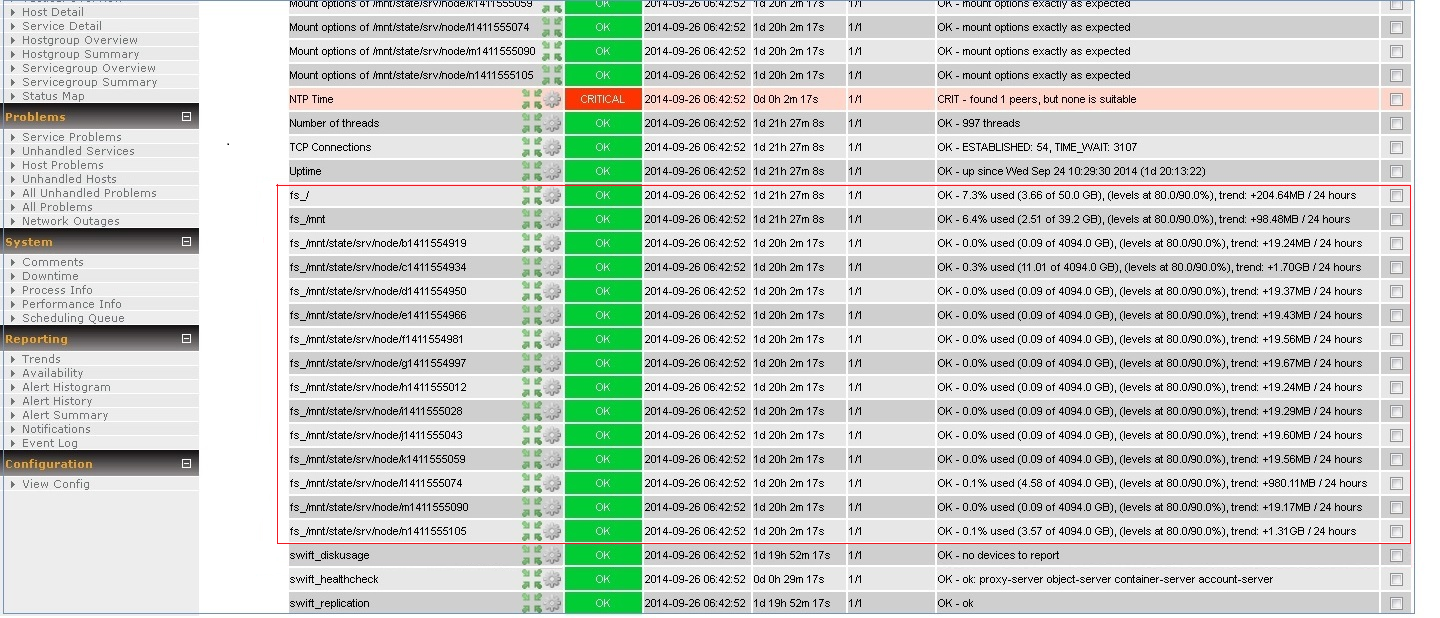 Host Detail
Service Detail
Hostgroup Overview
Hostgroup Summary
Servicegroup Overview
Servicegroup Summary
Status Map
Problems
Service Problems
Unhandled Services
Host Problems
Unhandled Hosts
All Unhandled Problems
All Problems
Network Outages
System
Comments
Downtime
Process Info
Performance Info
Scheduling Queue
Reporting
Trends
Availability
Alert Histogram
Alert History
Alert Summary
Notifications
Event Log
Configuration
View Config
Mount options of /mnt/state/srv/node/k1411555059 OK 2014-09-26 06:42:52 1d 20h 2m 17s 1/1 OK - mount options exactly as expected
Mount options of /mnt/state/srv/node/l1411555074 OK 2014-09-26 06:42:52 1d 20h 2m 17s 1/1 OK - mount options exactly as expected
Mount options of /mnt/state/srv/node/m1411555090 OK 2014-09-26 06:42:52 1d 20h 2m 17s 1/1 OK - mount options exactly as expected
Mount options of /mnt/state/srv/node/n1411555105 OK 2014-09-26 06:42:52 1d 20h 2m 17s 1/1 OK - mount options exactly as expected
NTP Time CRITICAL 2014-09-26 06:42:52 0d 0h 2m 17s 1/1 CRIT - found 1 peers, but none is suitable
Number of threads OK 2014-09-26 06:42:52 1d 21h 27m 8s 1/1 OK - 997 threads
TCP Connections OK 2014-09-26 06:42:52 1d 21h 27m 8s 1/1 OK - ESTABLISHED: 54, TIME_WAIT: 3107
Uptime OK 2014-09-26 06:42:52 1d 21h 27m 8s 1/1 OK - up since Wed Sep 24 10:29:30 2014 (1d 20:13:22)
fs_/ OK 2014-09-26 06:42:52 1d 21h 27m 8s 1/1 OK - 7.3% used (3.66 of 50.0 GB), (levels at 80.0/90.0%), trend: +204.64MB / 24 hours
fs_/mnt OK 2014-09-26 06:42:52 1d 21h 27m 8s 1/1 OK - 6.4% used (2.51 of 39.2 GB), (levels at 80.0/90.0%), trend: +98.48MB / 24 hours
fs_/mnt/state/srv/node/b1411554919 OK 2014-09-26 06:42:52 1d 20h 2m 17s 1/1 OK - 0.0% used (0.09 of 4094.0 GB), (levels at 80.0/90.0%), trend: +19.24MB / 24 hours
fs_/mnt/state/srv/node/c1411554934 OK 2014-09-26 06:42:52 1d 20h 2m 17s 1/1 OK - 0.3% used (11.01 of 4094.0 GB), (levels at 80.0/90.0%), trend: +1.70GB / 24 hours
fs_/mnt/state/srv/node/d1411554950 OK 2014-09-26 06:42:52 1d 20h 2m 17s 1/1 OK - 0.0% used (0.09 of 4094.0 GB), (levels at 80.0/90.0%), trend: +19.37MB / 24 hours
fs_/mnt/state/srv/node/e1411554966 OK 2014-09-26 06:42:52 1d 20h 2m 17s 1/1 OK - 0.0% used (0.09 of 4094.0 GB), (levels at 80.0/90.0%), trend: +19.43MB / 24 hours
fs_/mnt/state/srv/node/f1411554981 OK 2014-09-26 06:42:52 1d 20h 2m 17s 1/1 OK - 0.0% used (0.09 of 4094.0 GB), (levels at 80.0/90.0%), trend: +19.56MB / 24 hours
fs_/mnt/state/srv/node/g1411554997 OK 2014-09-26 06:42:52 1d 20h 2m 17s 1/1 OK - 0.0% used (0.09 of 4094.0 GB), (levels at 80.0/90.0%), trend: +19.67MB / 24 hours
fs_/mnt/state/srv/node/h1411555012 OK 2014-09-26 06:42:52 1d 20h 2m 17s 1/1 OK - 0.0% used (0.09 of 4094.0 GB), (levels at 80.0/90.0%), trend: +19.24MB / 24 hours
fs_/mnt/state/srv/node/i1411555028 OK 2014-09-26 06:42:52 1d 20h 2m 17s 1/1 OK - 0.0% used (0.09 of 4094.0 GB), (levels at 80.0/90.0%), trend: +19.29MB / 24 hours
fs_/mnt/state/srv/node/j1411555043 OK 2014-09-26 06:42:52 1d 20h 2m 17s 1/1 OK - 0.0% used (0.09 of 4094.0 GB), (levels at 80.0/90.0%), trend: +19.60MB / 24 hours
fs_/mnt/state/srv/node/k1411555059 OK 2014-09-26 06:42:52 1d 20h 2m 17s 1/1 OK - 0.0% used (0.09 of 4094.0 GB), (levels at 80.0/90.0%), trend: +19.56MB / 24 hours
fs_/mnt/state/srv/node/l1411555074 OK 2014-09-26 06:42:52 1d 20h 2m 17s 1/1 OK - 0.1% used (4.58 of 4094.0 GB), (levels at 80.0/90.0%), trend: +980.11MB / 24 hours
fs_/mnt/state/srv/node/m1411555090 OK 2014-09-26 06:42:52 1d 20h 2m 17s 1/1 OK - 0.0% used (0.09 of 4094.0 GB), (levels at 80.0/90.0%), trend: +19.17MB / 24 hours
fs_/mnt/state/srv/node/n1411555105 OK 2014-09-26 06:42:52 1d 20h 2m 17s 1/1 OK - 0.1% used (3.57 of 4094.0 GB), (levels at 80.0/90.0%), trend: +1.31GB / 24 hours
swift_diskusage OK 2014-09-26 06:42:52 1d 19h 52m 17s 1/1 OK - no devices to report
swift_healthcheck OK 2014-09-26 06:42:52 0d 0h 29m 17s 1/1 OK - ok: proxy-server object-server container-server account-server
swift_replication OK 2014-09-26 06:42:52 1d 19h 52m 17s 1/1 OK - ok